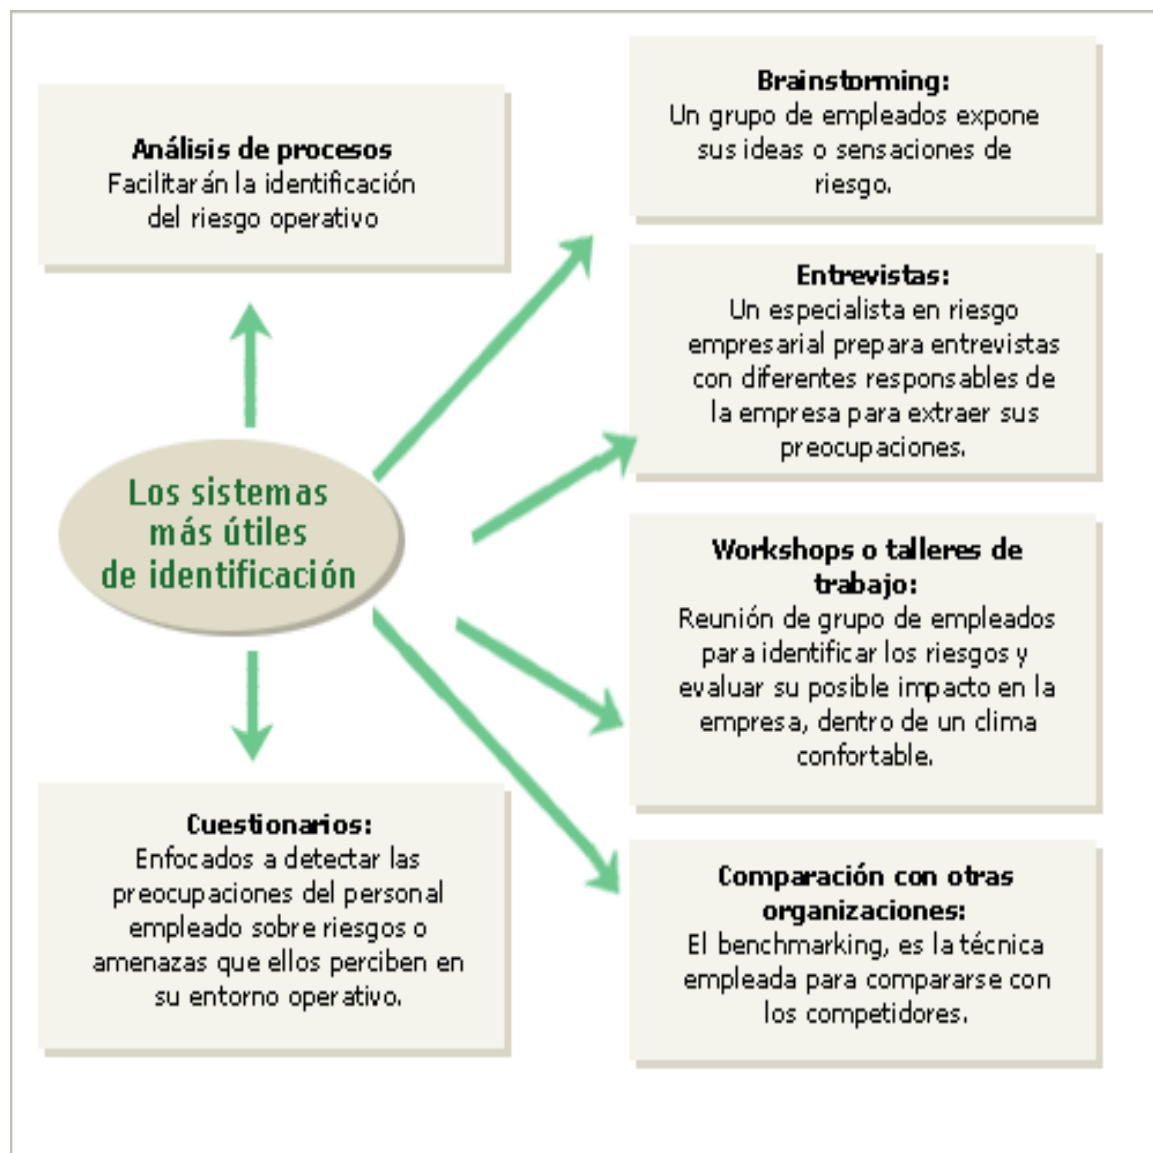 Análisis de procesos
Facilitarán la identificación
del riesgo operativo
Los sistemas
más útiles
de identificación
Cuestionarios:
Enfocados a detectar las
preocupaciones del personal
empleado sobre riesgos o
amenazas que ellos perciben en
su entorno operativo.
Brainstorming:
Un grupo de empleados expone
sus ideas o sensaciones de
riesgo.
Entrevistas:
Un especialista en riesgo
empresarial prepara entrevistas
con diferentes responsables de
la empresa para extraer sus
preocupaciones.
Workshops o talleres de
trabajo:
Reunión de grupo de empleados
para identificar los riesgos y
evaluar su posible impacto en la
empresa, dentro de un clima
confortable.
Comparación con otras
organizaciones:
El benchmarking, es la técnica
empleada para compararse con
los competidores.